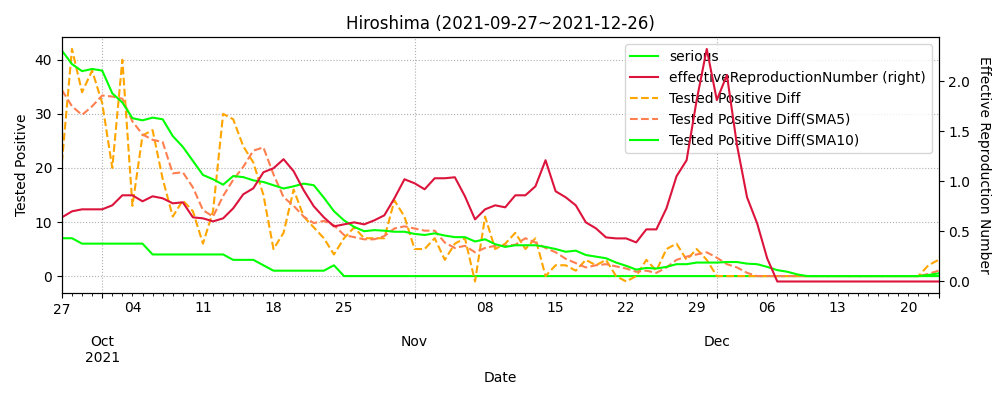 Hiroshima (2021-09-27~2021-12-26)
serious
effectiveReproductionNumber (right)
Tested Positive Diff
Tested Positive Diff(SMA5)
Tested Positive Diff(SMA10)
Tested Positive
40
30
20
10
0
Effective Reproduction Number
2.0
1.5
1.0
0.5
0.0
27 04 11 18 25 08 15 22 29 06 13 20
Oct Nov Dec
2021
Date